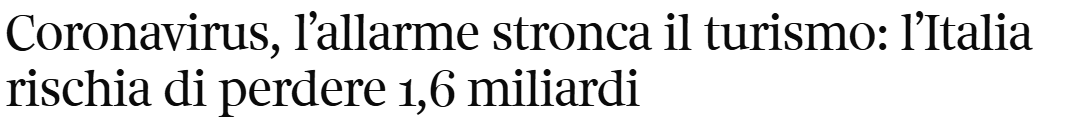 Coronavirus, l’allarme stronca il turismo: l’Italia
rischia di perdere 1,6 miliardi